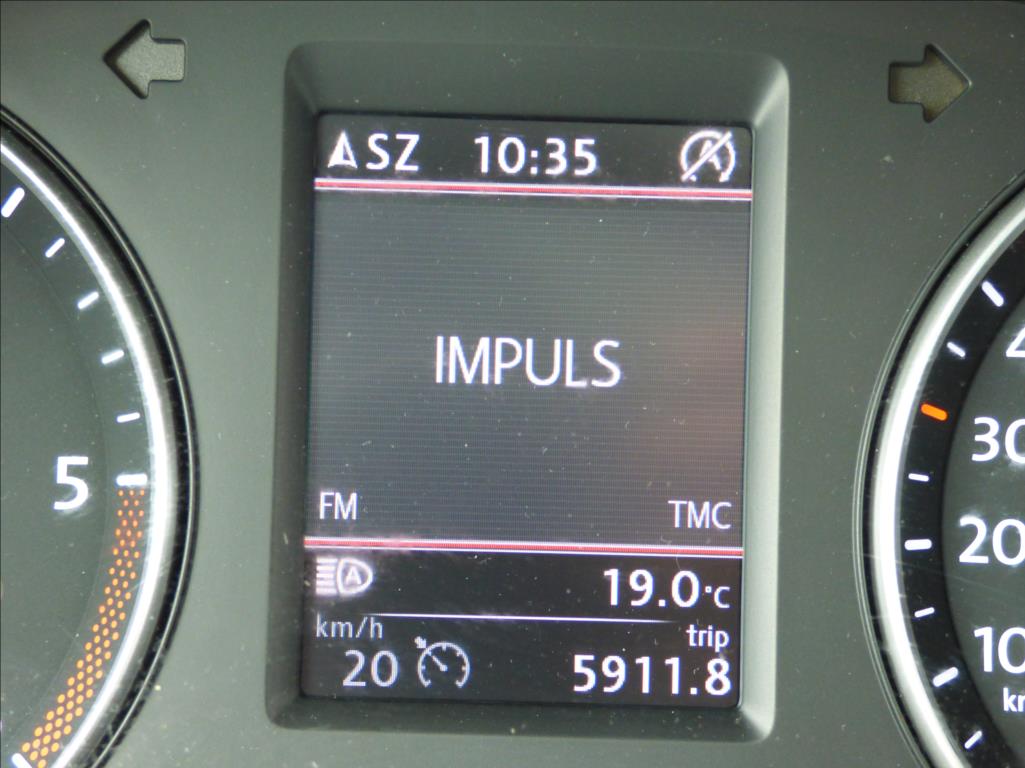 SZ 10:35
IMPULS
FM TMC
A 19.0°C
km/h trip
20 5911.8
5
30
20
10